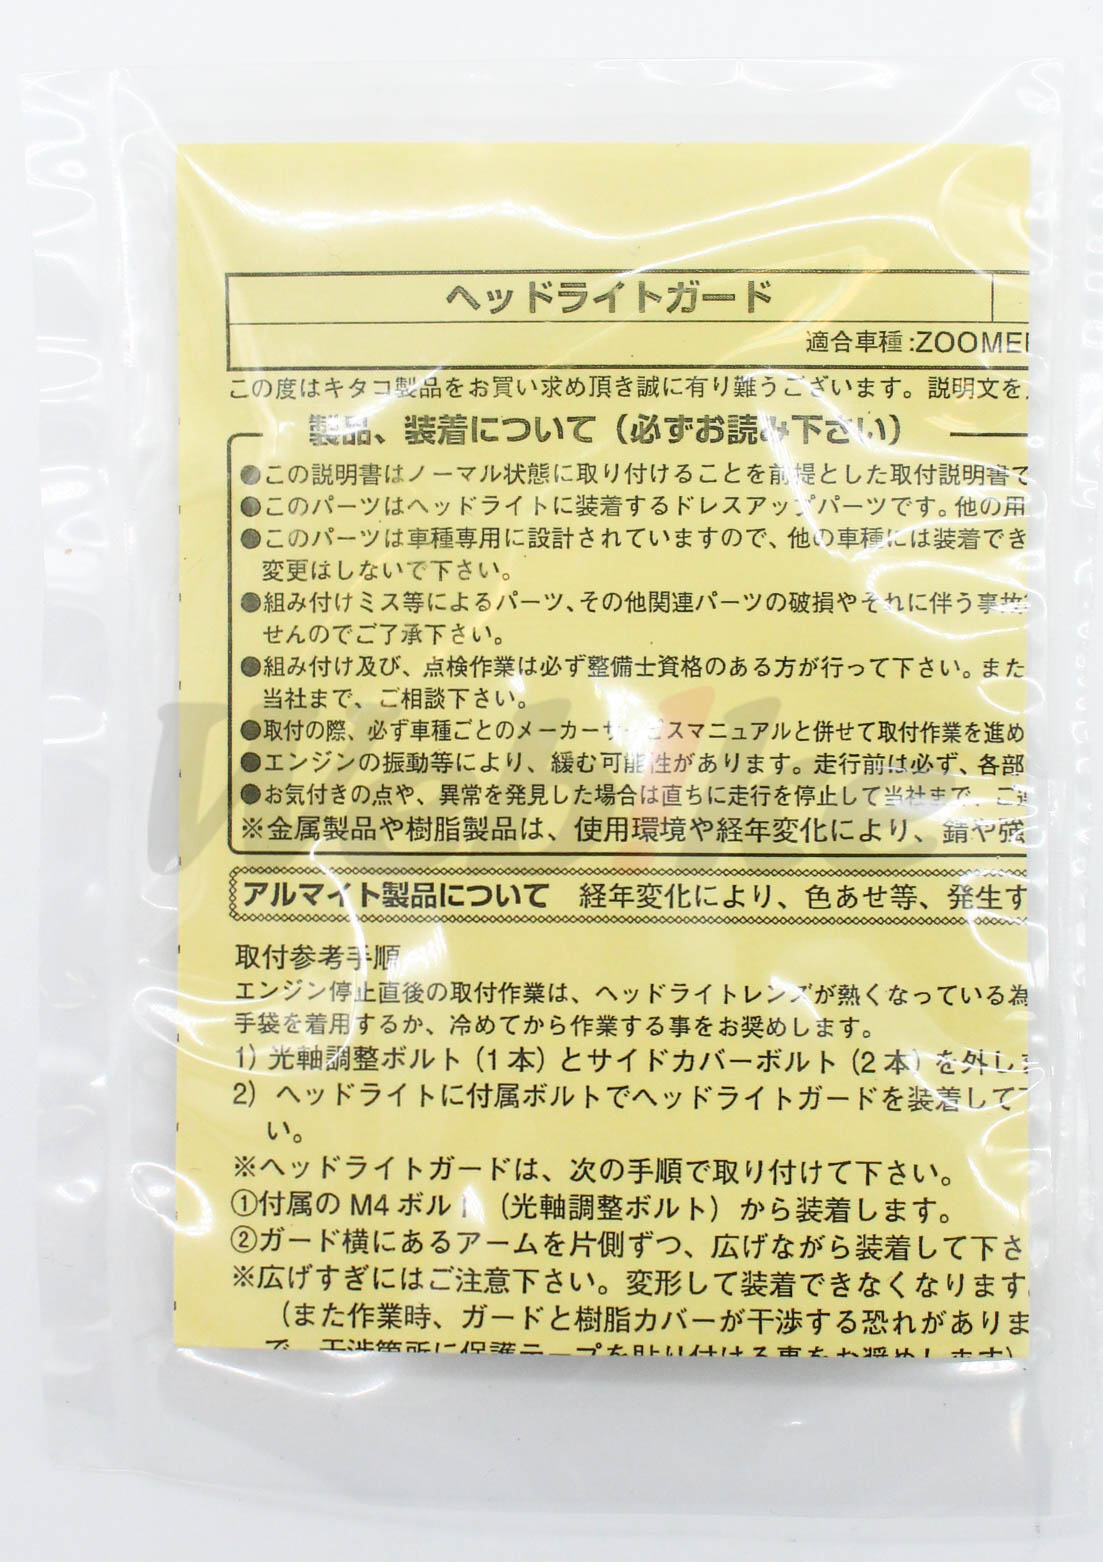 ヘッドライトガード
適合車種:ZOOME
この度はキタコ製品をお買い求め頂き誠に有り難うございます。説明文を
製品、装着について(必ずお読み下さい)
●この説明書はノーマル状態に取り付けることを前提とした取付説明書で
●このパーツはヘッドライトに装着するドレスアップパーツです。他の用
●このパーツは車種専用に設計されていますので、他の車種には装着でき
変更はしないで下さい。
●組み付けミス等によるパーツ、その他関連パーツの破損やそれに伴う事故
せんのでご了承下さい。
●組み付け及び、点検作業は必ず整備士資格のある方が行って下さい。また
当社まで、ご相談下さい。
●取付の際、必ず車種ごとのメーカーサービスマニュアルと併せて取付作業を進め
●エンジンの振動等により、緩む可能性があります。走行前は必ず、各部
●お気付きの点や、異常を発見した場合は直ちに走行を停止して当社まで、ご
※金属製品や樹脂製品は、使用環境や経年変化により、錆や強
アルマイト製品について 経年変化により、色あせ等、発生す
取付参考手順
エンジン停止直後の取付作業は、ヘッドライトレンズが熱くなっている為
手袋を着用するか、冷めてから作業する事をお奨めします。
1) 光軸調整ボルト(1本)とサイドカバーボルト(2本)を外しま
2) ヘッドライトに付属ボルトでヘッドライトガードを装着して下
い。
※ヘッドライトガードは、次の手順で取り付けて下さい。
①付属のM4ボルト(光軸調整ボルト)から装着します。
②ガード横にあるアームを片側ずつ、広げながら装着して下さ
※広げすぎにはご注意下さい。変形して装着できなくなります。
(また作業時、ガードと樹脂カバーが干渉する恐れがありま
で、干渉箇所に保護テープを貼り付ける事をお奨めします)
Webike